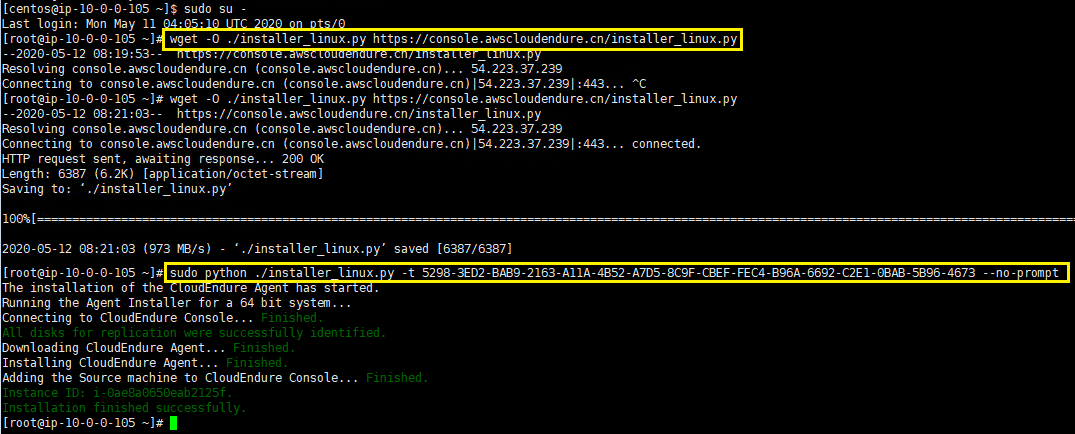 [centos@ip-10-0-0-105 ~]$ sudo su -
Last login: Mon May 11 04:05:10 UTC 2020 on pts/0
[root@ip-10-0-0-105 ~]# wget -O ./installer_linux.py https://console.awscloudendure.cn/installer_linux.py
--2020-05-12 08:19:53--  https://console.awscloudendure.cn/installer_linux.py
Resolving console.awscloudendure.cn (console.awscloudendure.cn)... 54.223.37.239
Connecting to console.awscloudendure.cn (console.awscloudendure.cn)|54.223.37.239|:443... ^C
[root@ip-10-0-0-105 ~]# wget -O ./installer_linux.py https://console.awscloudendure.cn/installer_linux.py
--2020-05-12 08:21:03--  https://console.awscloudendure.cn/installer_linux.py
Resolving console.awscloudendure.cn (console.awscloudendure.cn)... 54.223.37.239
Connecting to console.awscloudendure.cn (console.awscloudendure.cn)|54.223.37.239|:443... connected.
HTTP request sent, awaiting response... 200 OK
Length: 6387 (6.2K) [application/octet-stream]
Saving to: ‘./installer_linux.py’
100%[==================================================================================================================================================
2020-05-12 08:21:03 (973 MB/s) - ‘./installer_linux.py’ saved [6387/6387]
[root@ip-10-0-0-105 ~]# sudo python ./installer_linux.py -t 5298-3ED2-BAB9-2163-A11A-4B52-A7D5-8C9F-CBEF-FEC4-B96A-6692-C2E1-0BAB-5B96-4673 --no-prompt
The installation of the CloudEndure Agent has started.
Running the Agent Installer for a 64 bit system...
Connecting to CloudEndure Console... Finished.
All disks for replication were successfully identified.
Downloading CloudEndure Agent... Finished.
Installing CloudEndure Agent... Finished.
Adding the Source machine to CloudEndure Console... Finished.
Instance ID: i-0ae8a0650eab2125f.
Installation finished successfully.
[root@ip-10-0-0-105 ~]#